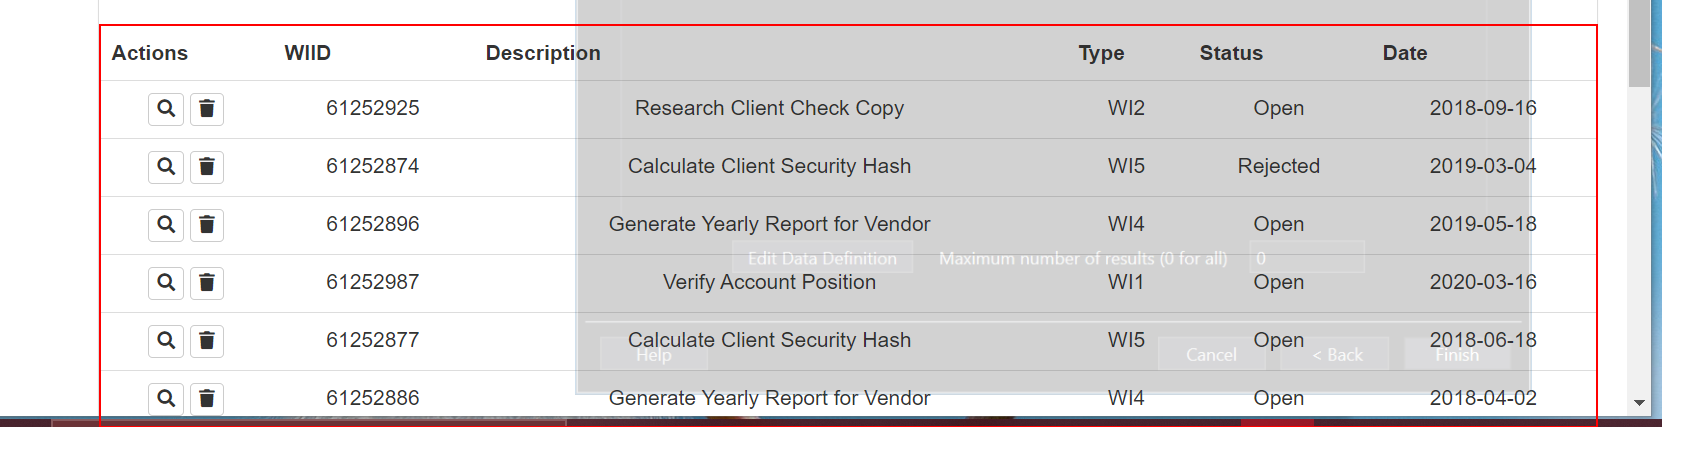 Actions WIID Description Type Status Date
61252925 Research Client Check Copy WI2 Open 2018-09-16
61252874 Calculate Client Security Hash WI5 Rejected 2019-03-04
61252896 Generate Yearly Report for Vendor WI4 Open 2019-05-18
Edit Data Definition Maximum number of results (0 for all) 0
61252987 Verify Account Position WI1 Open 2020-03-16
61252877 Calculate Client Security Hash WI5 Open 2018-06-18
Help Cancel < Back Finish
61252886 Generate Yearly Report for Vendor WI4 Open 2018-04-02